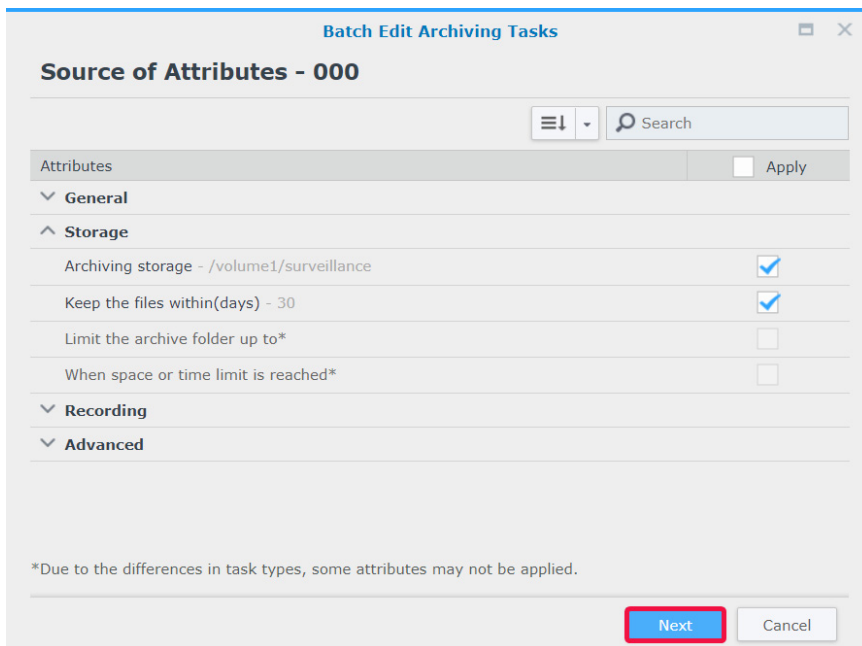 Batch Edit Archiving Tasks
Source of Attributes - 000
Search
Attributes Apply
General
Storage
Archiving storage - /volume1/surveillance
Keep the files within(days) - 30
Limit the archive folder up to*
When space or time limit is reached*
Recording
Advanced
*Due to the differences in task types, some attributes may not be applied.
Next Cancel